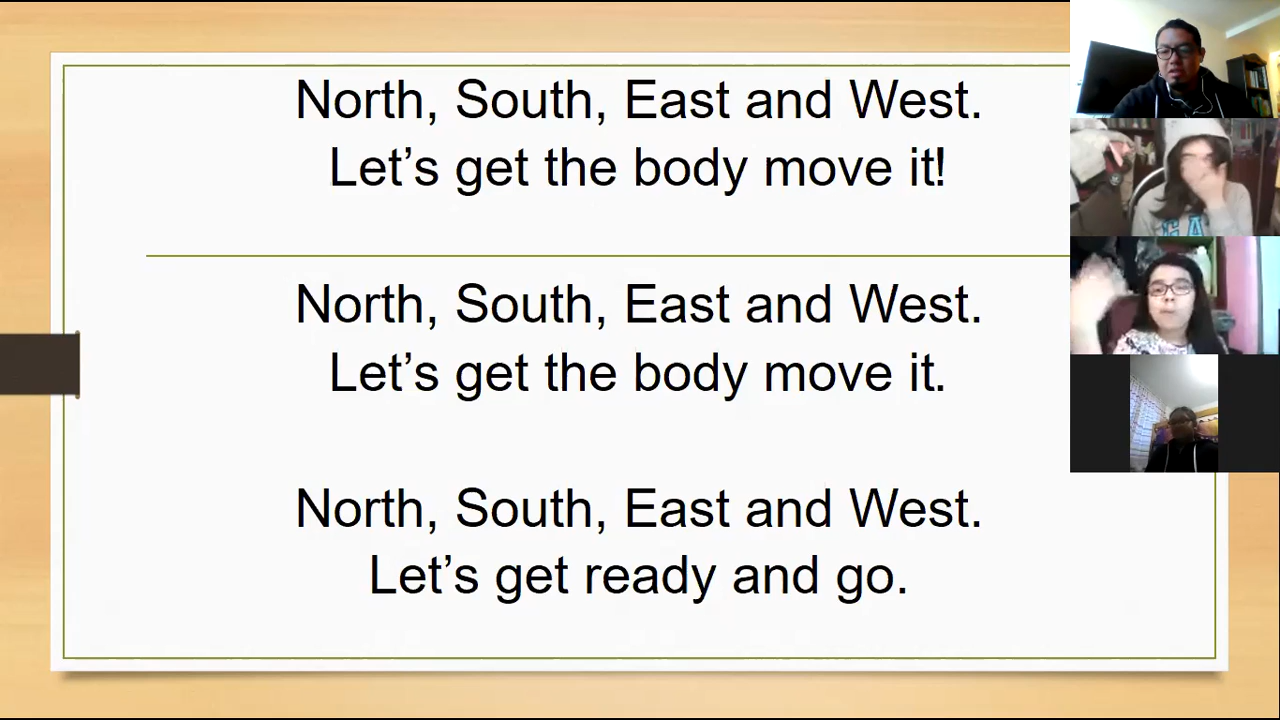 North, South, East and West.
Let’s get the body move it!
North, South, East and West.
Let’s get the body move it.
North, South, East and West.
Let’s get ready and go.
GA